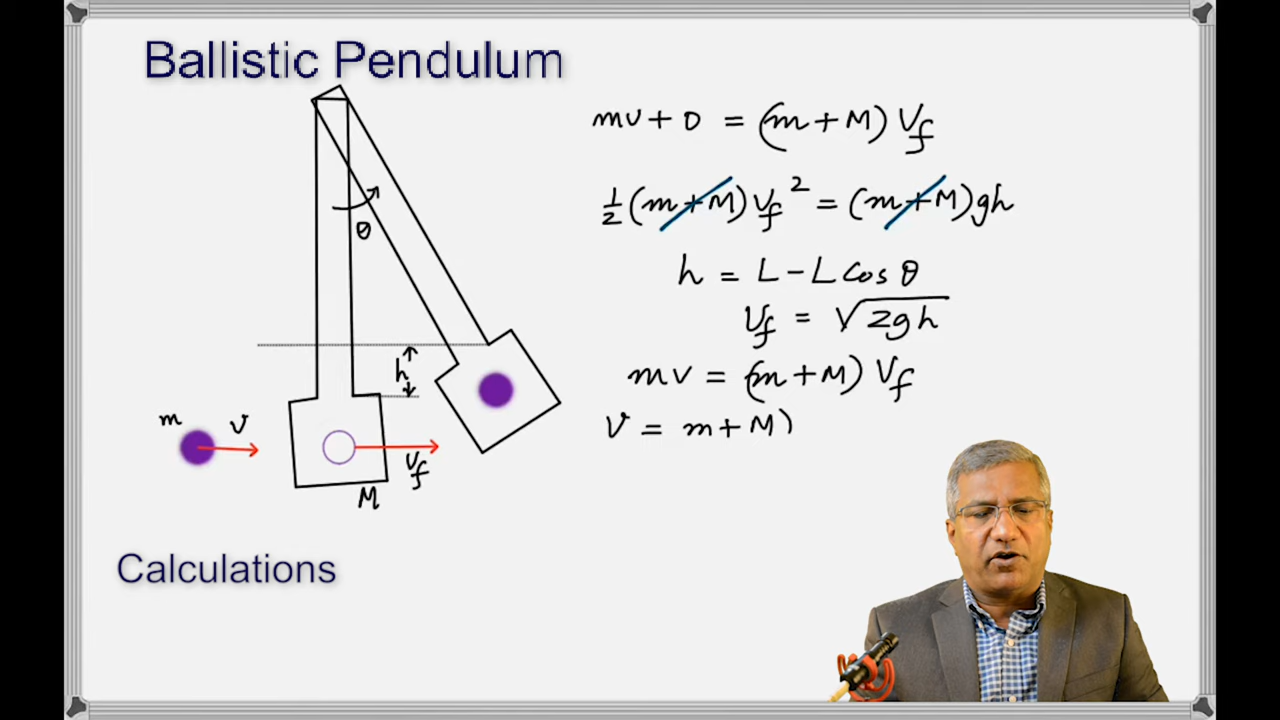 Ballistic Pendulum
mv + 0 = (m+M) Vf
½(m+M) Vf² = (m+M)gh
h = L - L Cos θ
Vf = √2gh
mv = (m+M) Vf
V = m+M)
θ
h
m
v
Vf
M
Calculations